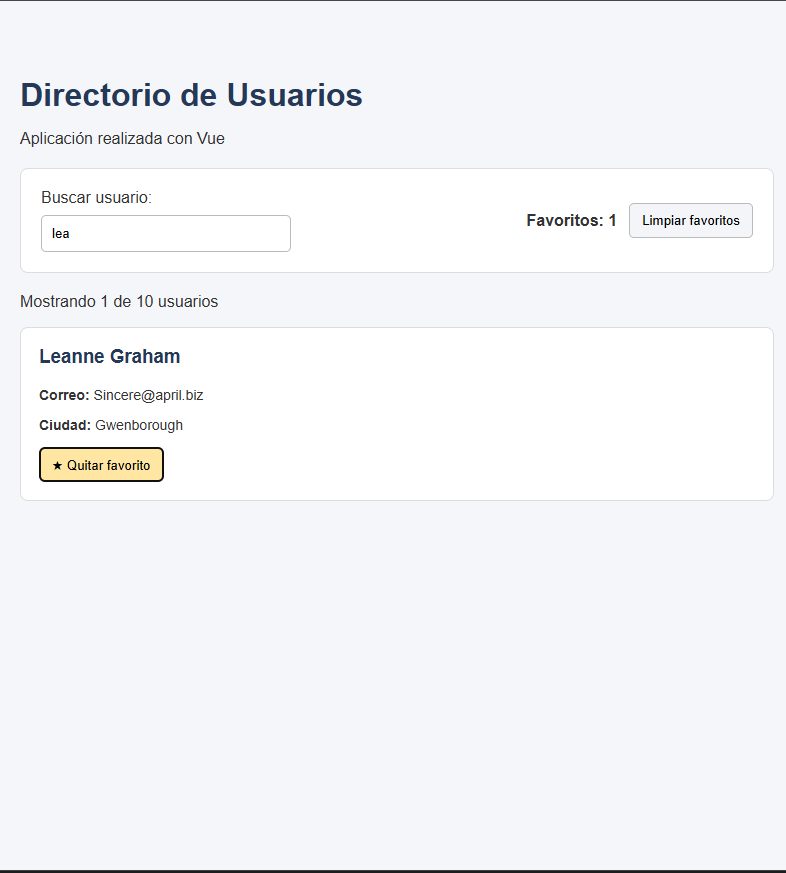 Directorio de Usuarios
Aplicación realizada con Vue
Buscar usuario:
lea
Favoritos: 1
Limpiar favoritos
Mostrando 1 de 10 usuarios
Leanne Graham
Correo: Sincere@april.biz
Ciudad: Gwenborough
★ Quitar favorito